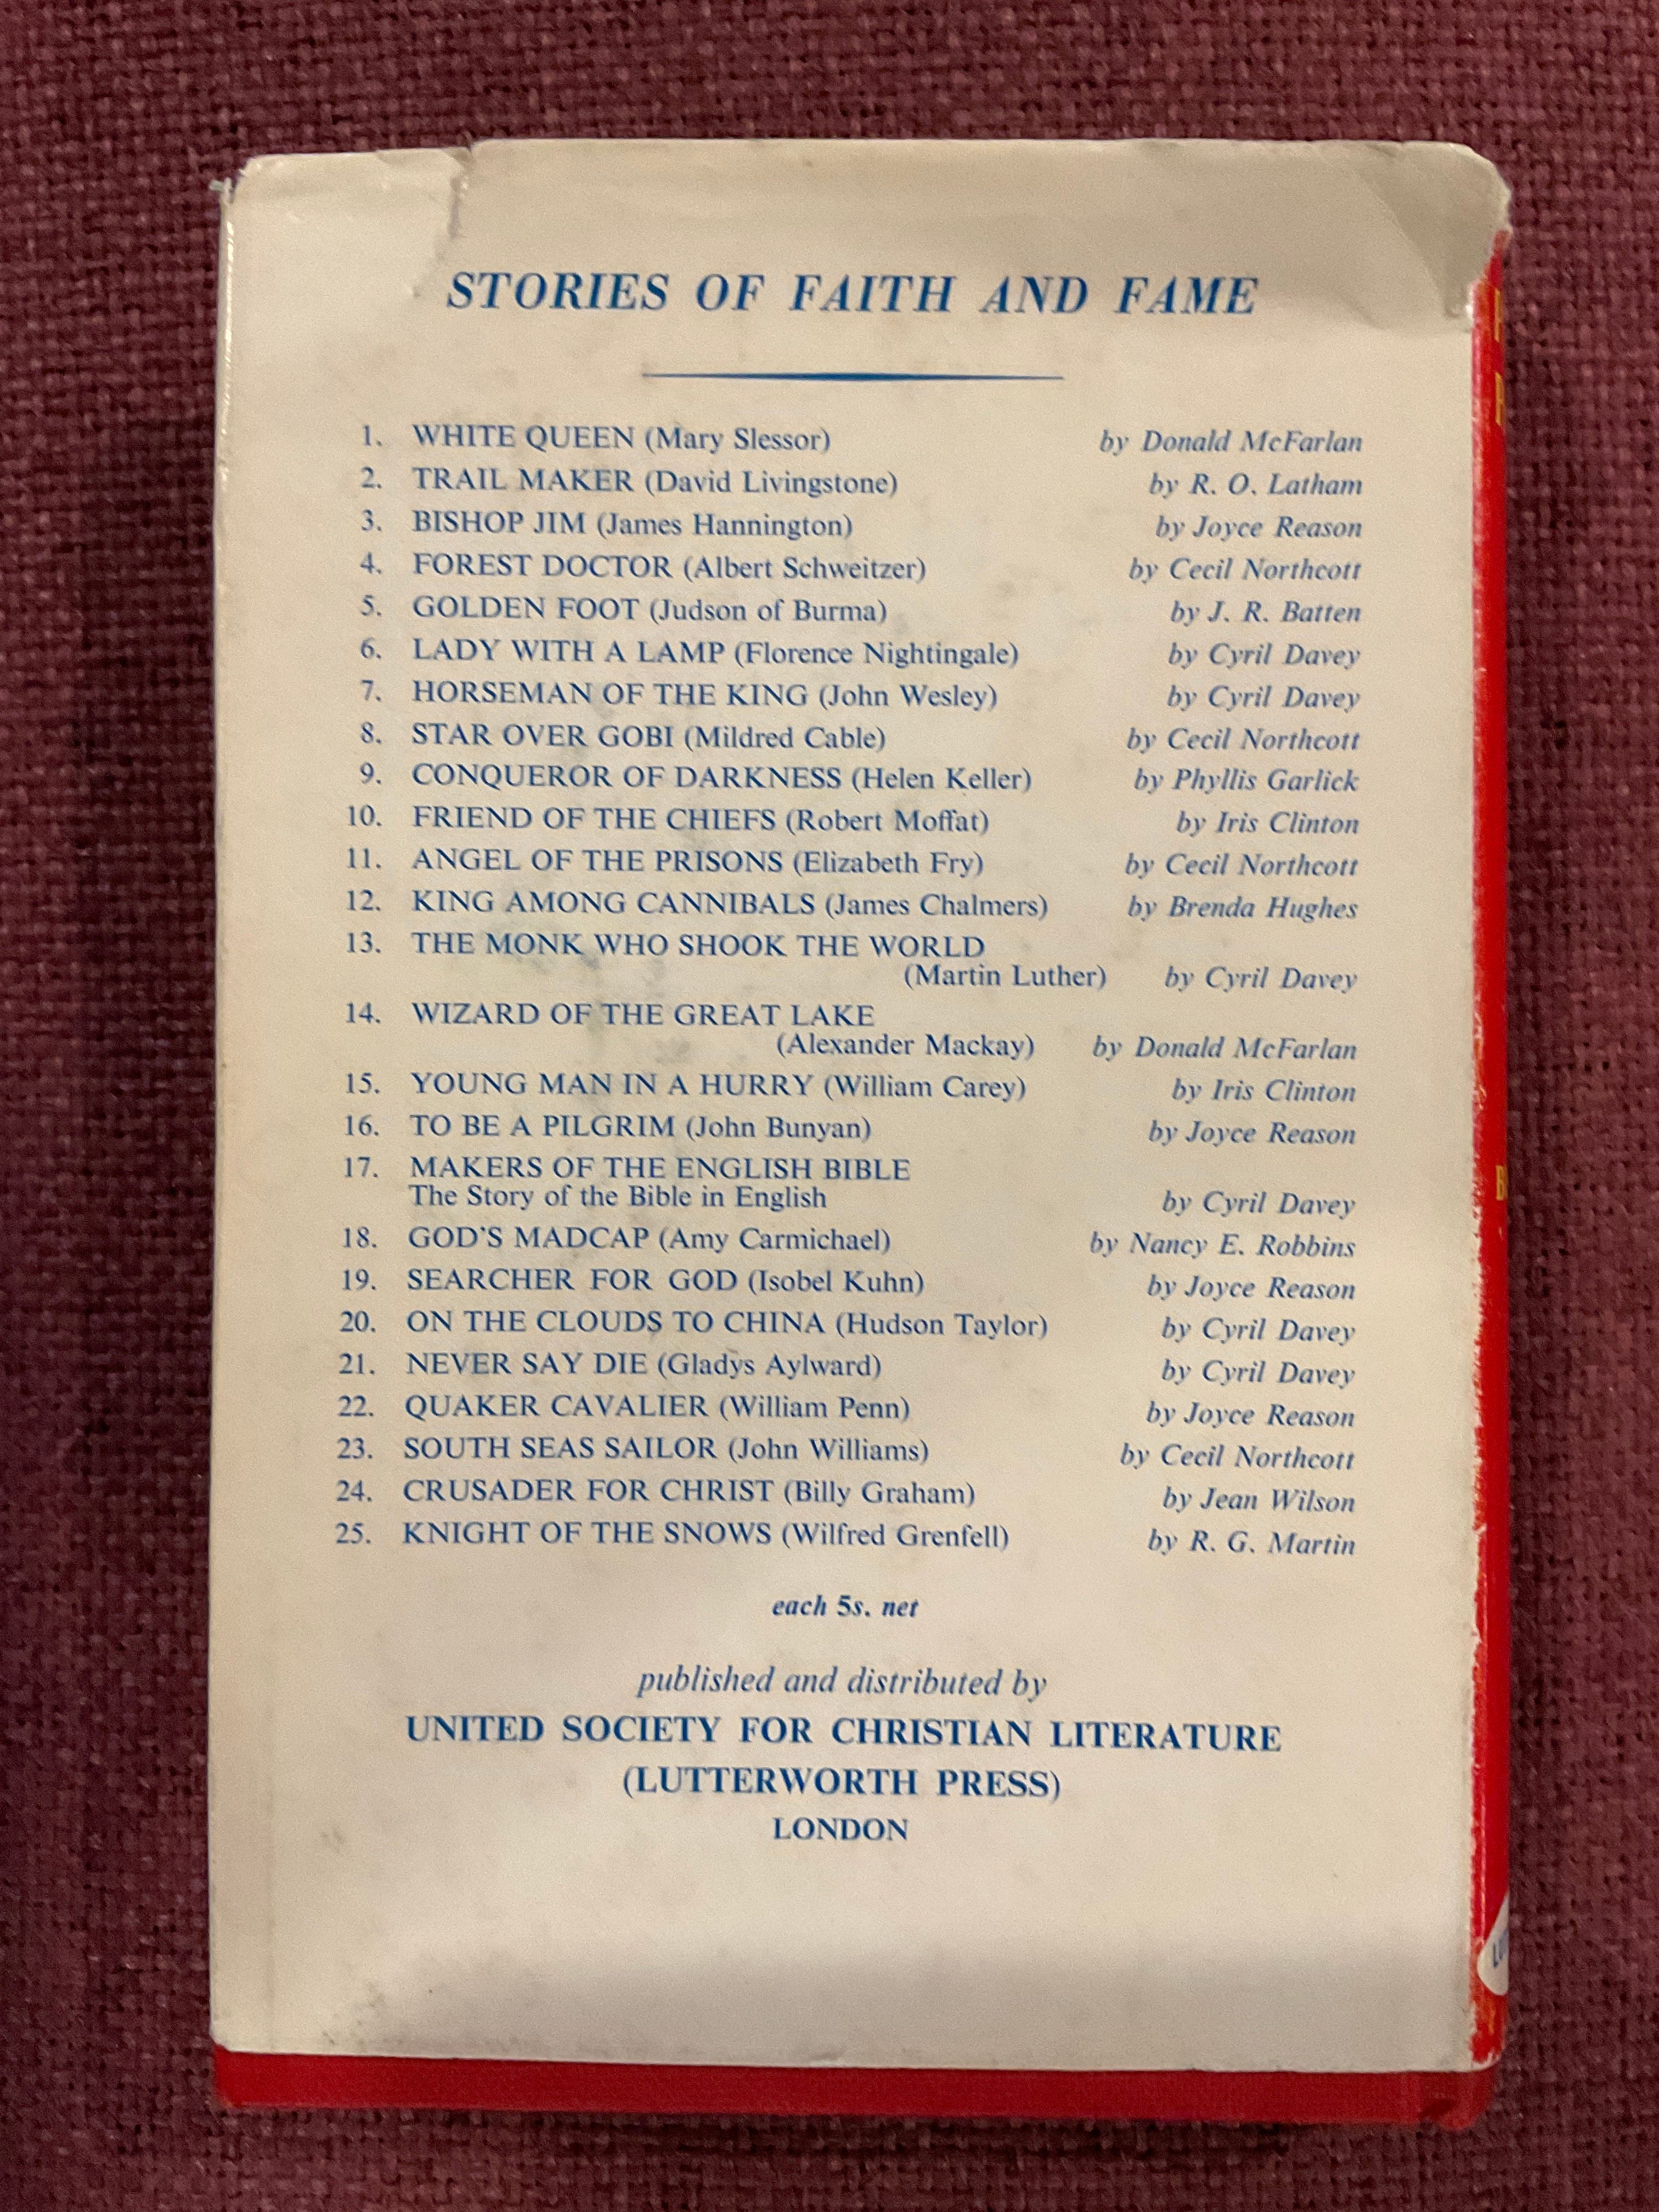 STORIES OF FAITH AND FAME
1. WHITE QUEEN (Mary Slessor) by Donald McFarlan
2. TRAIL MAKER (David Livingstone) by R. O. Latham
3. BISHOP JIM (James Hannington) by Joyce Reason
4. FOREST DOCTOR (Albert Schweitzer) by Cecil Northcott
5. GOLDEN FOOT (Judson of Burma) by J. R. Batten
6. LADY WITH A LAMP (Florence Nightingale) by Cyril Davey
7. HORSEMAN OF THE KING (John Wesley) by Cyril Davey
8. STAR OVER GOBI (Mildred Cable) by Cecil Northcott
9. CONQUEROR OF DARKNESS (Helen Keller) by Phyllis Garlick
10. FRIEND OF THE CHIEFS (Robert Moffat) by Iris Clinton
11. ANGEL OF THE PRISONS (Elizabeth Fry) by Cecil Northcott
12. KING AMONG CANNIBALS (James Chalmers) by Brenda Hughes
13. THE MONK WHO SHOOK THE WORLD
(Martin Luther) by Cyril Davey
14. WIZARD OF THE GREAT LAKE
(Alexander Mackay) by Donald McFarlan
15. YOUNG MAN IN A HURRY (William Carey) by Iris Clinton
16. TO BE A PILGRIM (John Bunyan) by Joyce Reason
17. MAKERS OF THE ENGLISH BIBLE
The Story of the Bible in English by Cyril Davey
18. GOD'S MADCAP (Amy Carmichael) by Nancy E. Robbins
19. SEARCHER FOR GOD (Isobel Kuhn) by Joyce Reason
20. ON THE CLOUDS TO CHINA (Hudson Taylor) by Cyril Davey
21. NEVER SAY DIE (Gladys Aylward) by Cyril Davey
22. QUAKER CAVALIER (William Penn) by Joyce Reason
23. SOUTH SEAS SAILOR (John Williams) by Cecil Northcott
24. CRUSADER FOR CHRIST (Billy Graham) by Jean Wilson
25. KNIGHT OF THE SNOWS (Wilfred Grenfell) by R. G. Martin
each 5s. net
published and distributed by
UNITED SOCIETY FOR CHRISTIAN LITERATURE
(LUTTERWORTH PRESS)
LONDON